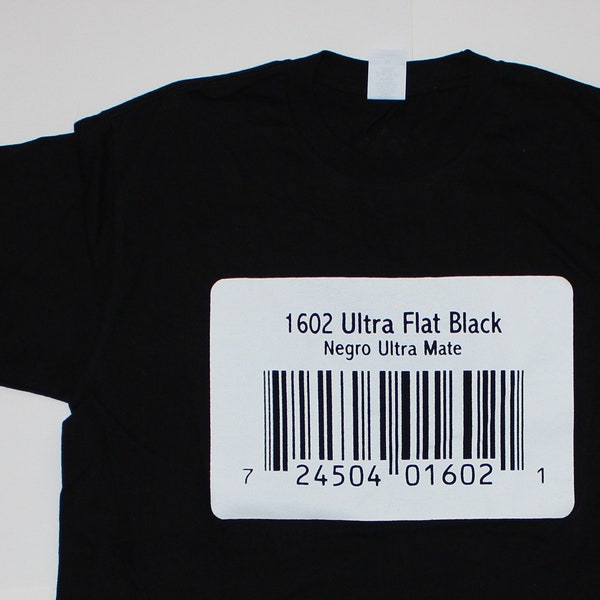 1602 Ultra Flat Black
Negro Ultra Mate
7 24504 01602 1